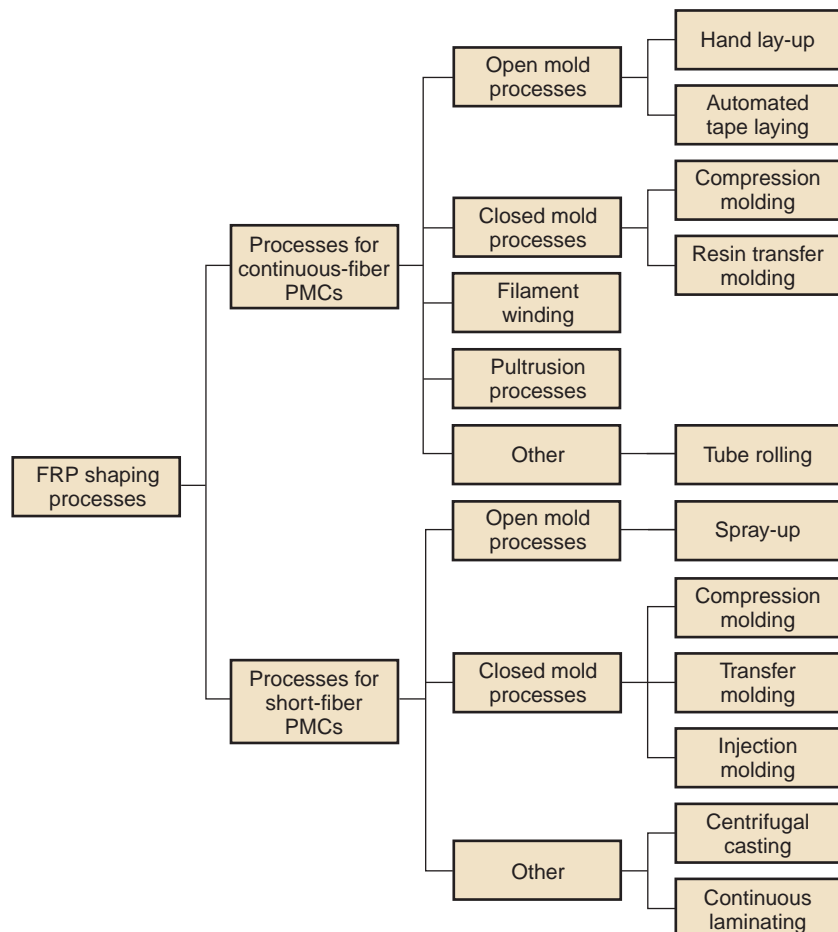 Hand lay-up
Open mold
processes
Automated
tape laying
Compression
molding
Processes for
continuous-fiber
PMCs
Closed mold
processes
Resin transfer
molding
Filament
winding
Pultrusion
processes
Other
Tube rolling
FRP shaping
processes
Open mold
processes
Spray-up
Compression
molding
Processes for
short-fiber
PMCs
Closed mold
processes
Transfer
molding
Injection
molding
Centrifugal
casting
Other
Continuous
laminating